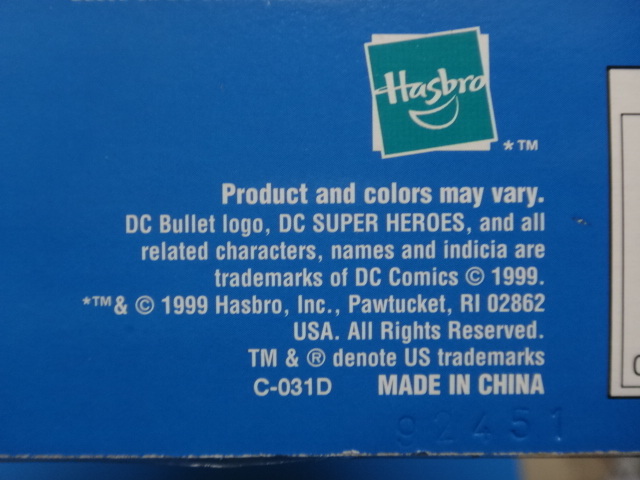 Hasbro
*™
Product and colors may vary.
DC Bullet logo, DC SUPER HEROES, and all
related characters, names and indicia are
trademarks of DC Comics © 1999.
*™& © 1999 Hasbro, Inc., Pawtucket, RI 02862
USA. All Rights Reserved.
TM & ® denote US trademarks
C-031D MADE IN CHINA
92451